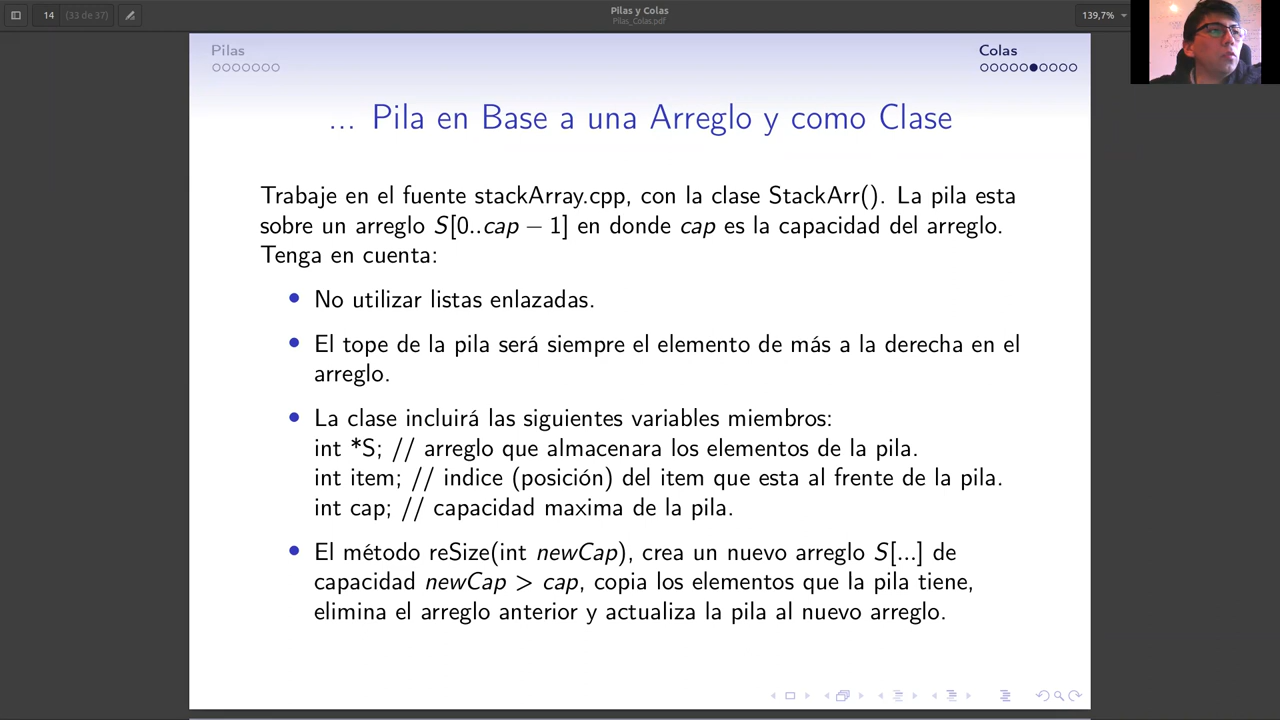 14
(33 de 37)
Pilas y Colas
Pilas_Colas.pdf
139,7%
Pilas
Colas
... Pila en Base a una Arreglo y como Clase
Trabaje en el fuente stackArray.cpp, con la clase StackArr(). La pila esta
sobre un arreglo S[0..cap − 1] en donde cap es la capacidad del arreglo.
Tenga en cuenta:
No utilizar listas enlazadas.
El tope de la pila será siempre el elemento de más a la derecha en el
arreglo.
La clase incluirá las siguientes variables miembros:
int *S; // arreglo que almacenara los elementos de la pila.
int item; // indice (posición) del item que esta al frente de la pila.
int cap; // capacidad maxima de la pila.
El método reSize(int newCap), crea un nuevo arreglo S[...] de
capacidad newCap > cap, copia los elementos que la pila tiene,
elimina el arreglo anterior y actualiza la pila al nuevo arreglo.